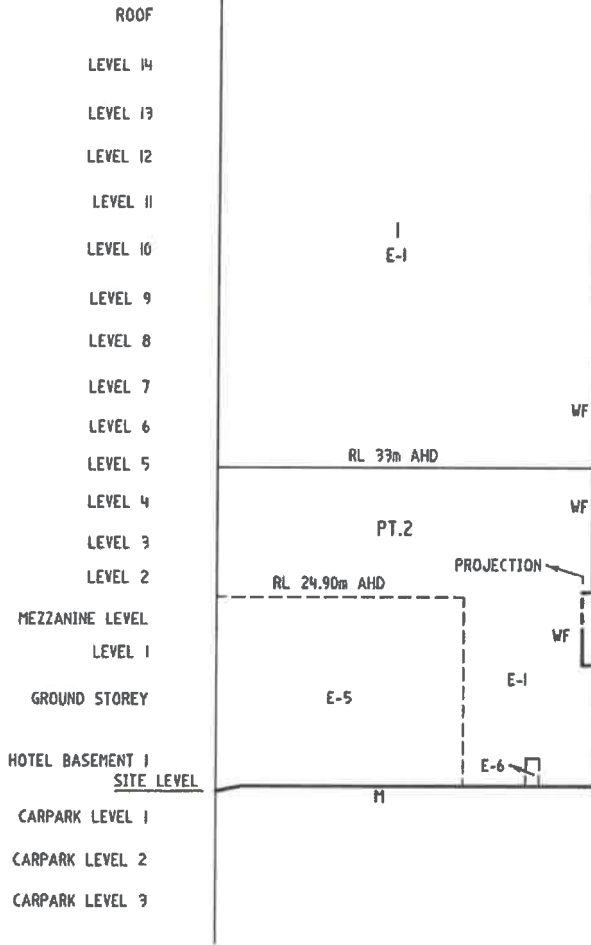 ROOF
LEVEL 14
LEVEL 13
LEVEL 12
LEVEL 11
1
LEVEL 10
E-1
LEVEL 9
LEVEL 8
LEVEL 7
WF
LEVEL 6
RL 33m AHD
LEVEL 5
LEVEL 4
WF
PT.2
LEVEL 3
PROJECTION
LEVEL 2
RL 24.90m AHD
MEZZANINE LEVEL
WF
LEVEL 1
E-1
GROUND STOREY
E-5
HOTEL BASEMENT 1
E-6
SITE LEVEL
M
CARPARK LEVEL 1
CARPARK LEVEL 2
CARPARK LEVEL 3